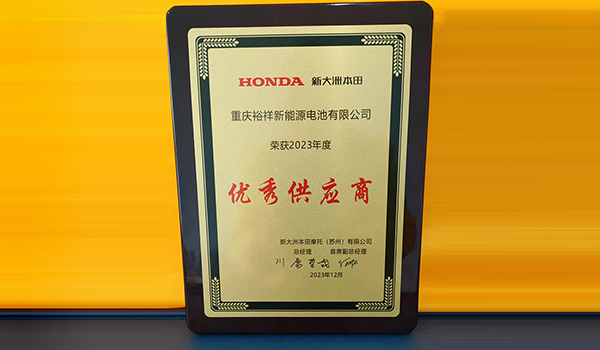 HONDA 新大洲本田
重庆裕祥新能源电池有限公司
荣获2023年度
优秀供应商
新大洲本田摩托（苏州）有限公司
总经理 首席副总经理
2023年12月